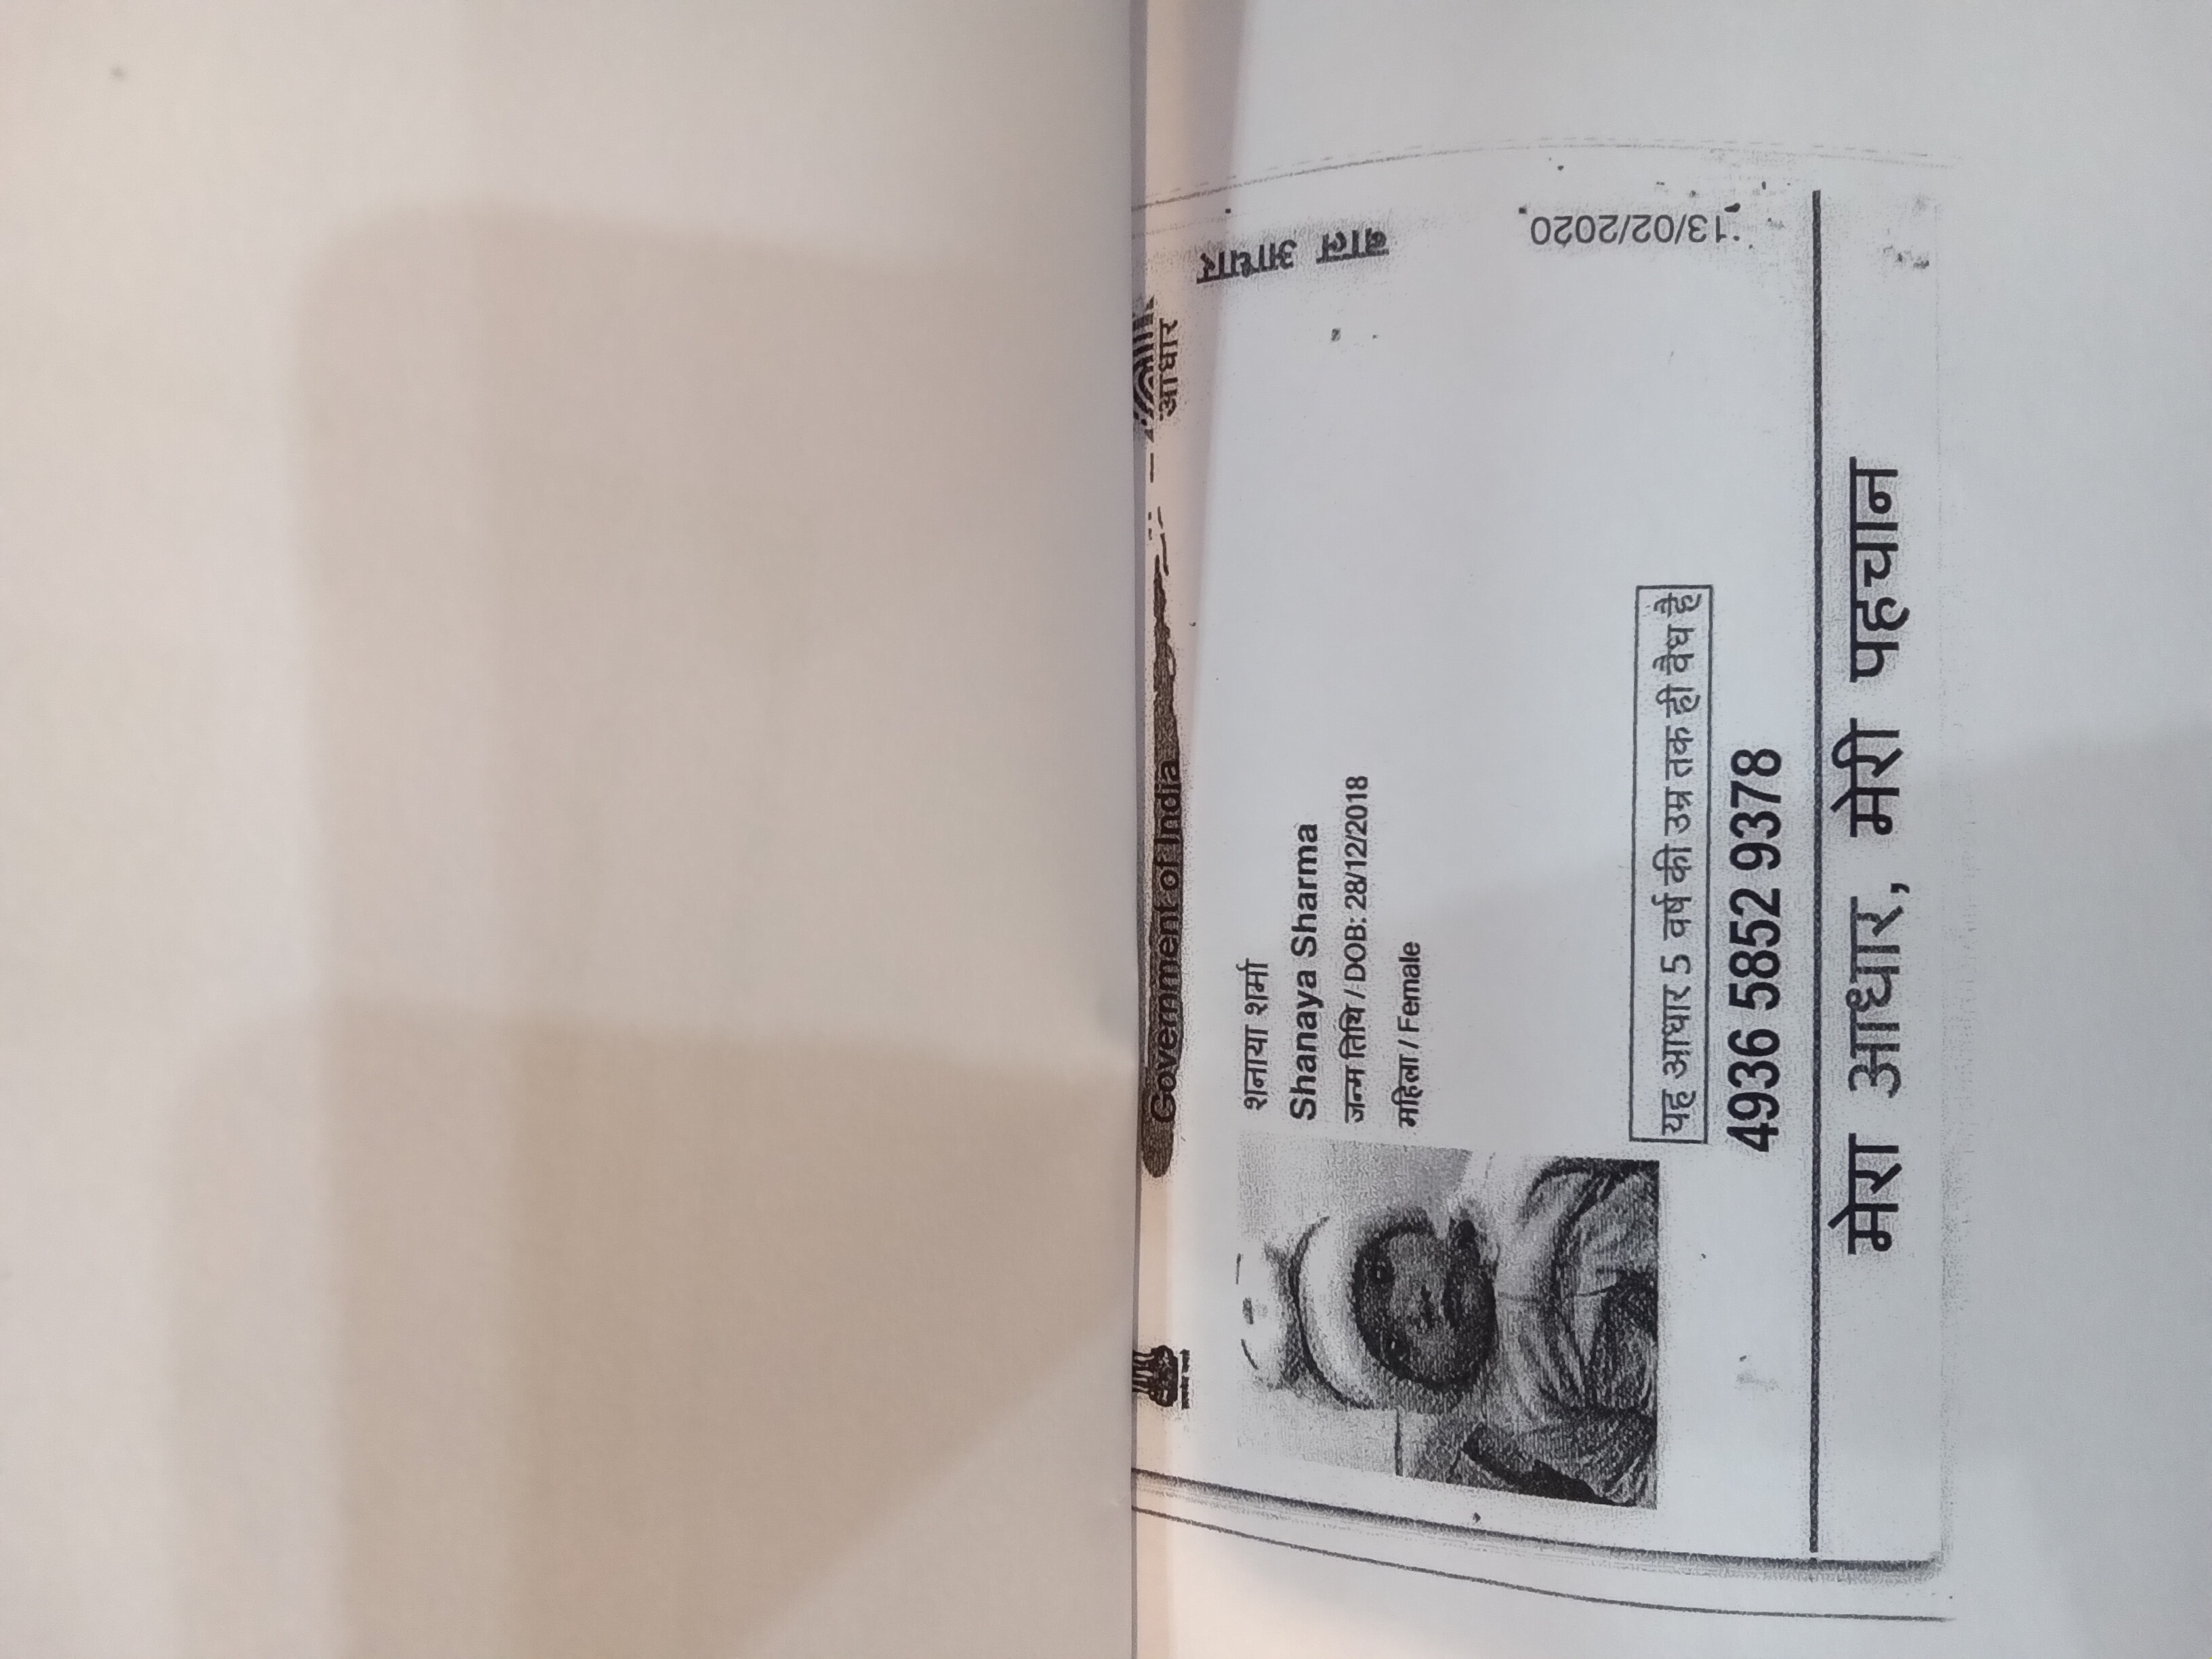 Government of India
आधार
बाल आधार
शनाया शर्मा
Shanaya Sharma
जन्म तिथि / DOB: 28/12/2018
महिला / Female
13/02/2020
यह आधार 5 वर्ष की उम्र तक ही वैध है
4936 5852 9378
मेरा आधार, मेरी पहचान